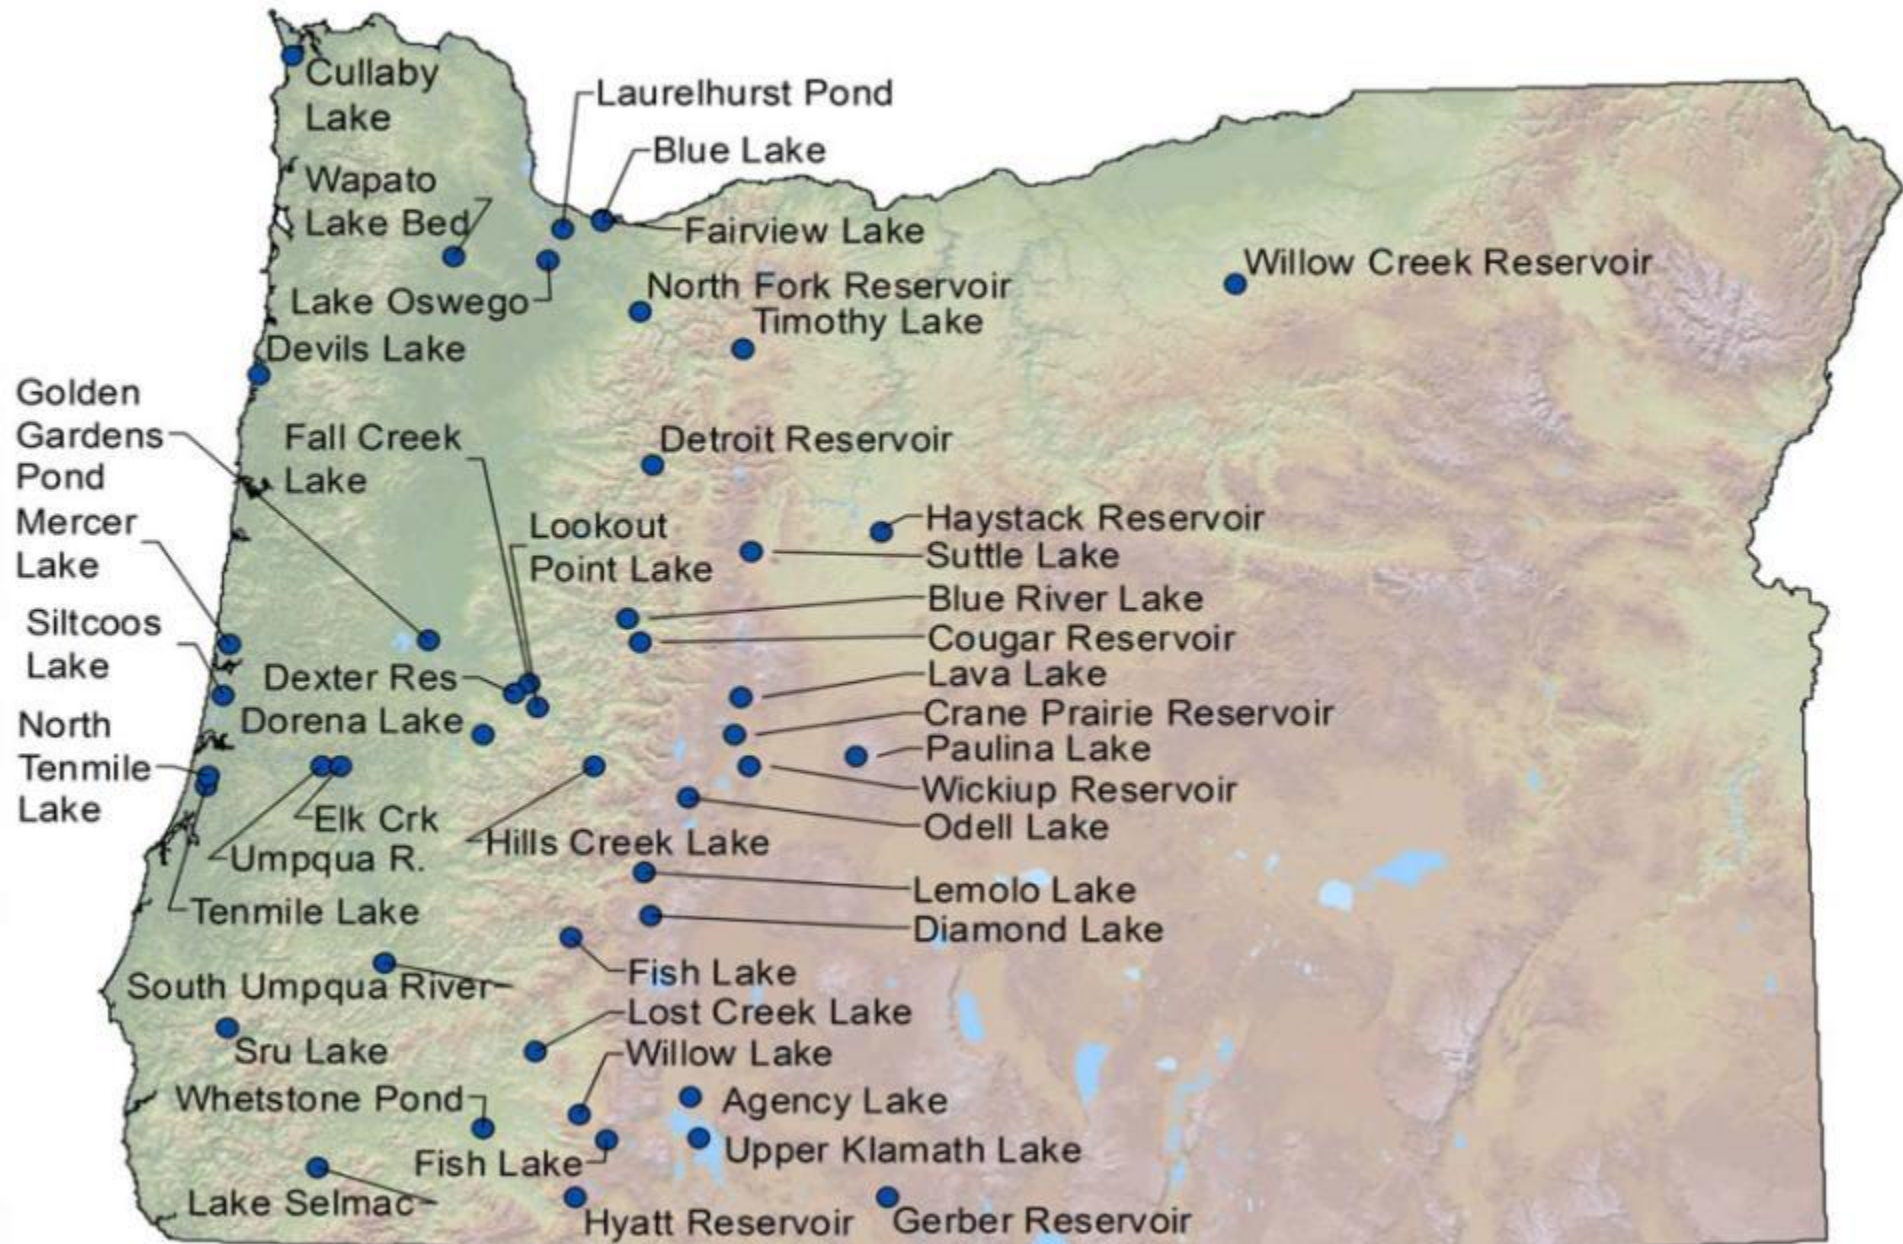 Cullaby
Lake
Laurelhurst Pond
Blue Lake
Wapato
Lake Bed
Fairview Lake
Willow Creek Reservoir
Lake Oswego
North Fork Reservoir
Timothy Lake
Devils Lake
Golden
Gardens
Pond
Fall Creek
Lake
Detroit Reservoir
Mercer
Lake
Lookout
Point Lake
Haystack Reservoir
Suttle Lake
Blue River Lake
Cougar Reservoir
Siltcoos
Lake
Dexter Res
Lava Lake
Dorena Lake
Crane Prairie Reservoir
North
Tenmile
Lake
Paulina Lake
Wickiup Reservoir
Elk Crk
Odell Lake
Hills Creek Lake
Umpqua R.
Lemolo Lake
Tenmile Lake
Diamond Lake
Fish Lake
South Umpqua River
Lost Creek Lake
Sru Lake
Willow Lake
Whetstone Pond
Agency Lake
Fish Lake
Upper Klamath Lake
Lake Selmac
Hyatt Reservoir
Gerber Reservoir